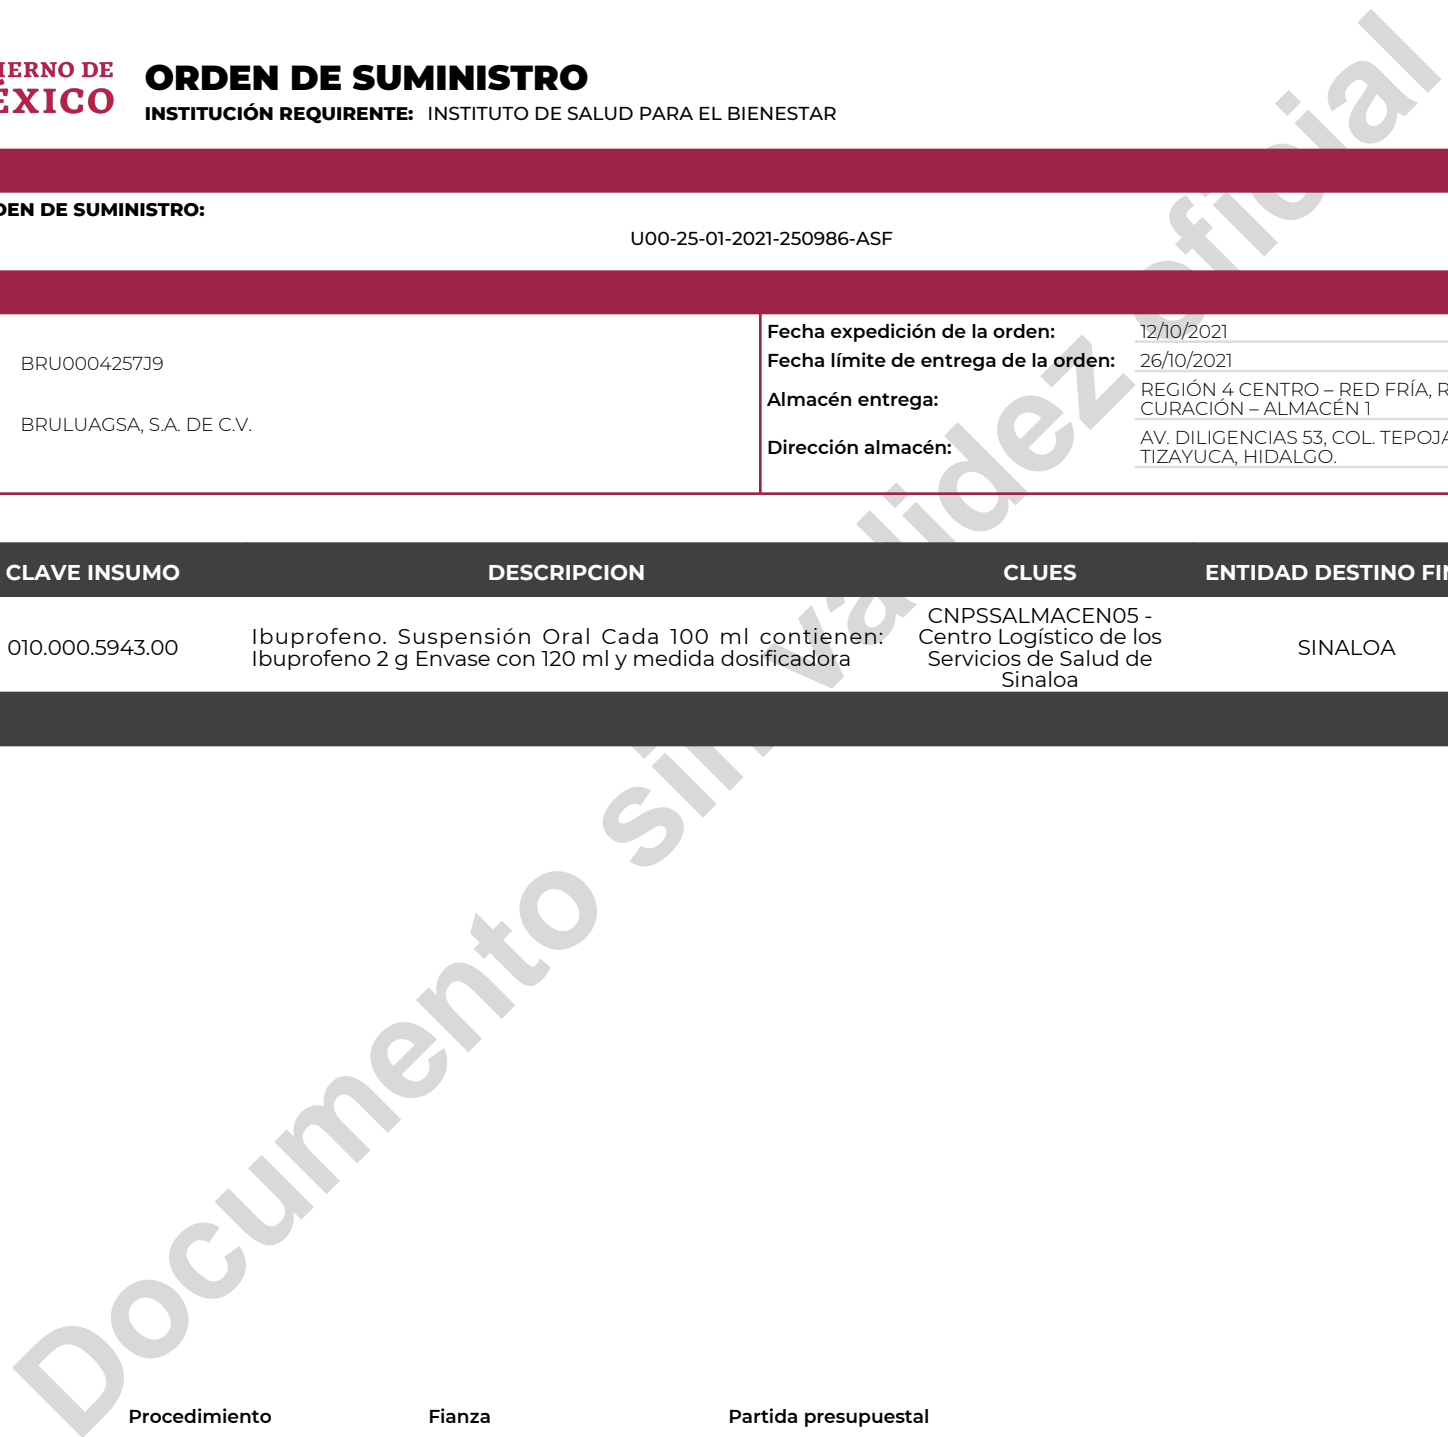 IERNO DE
ÉXICO
ORDEN DE SUMINISTRO
INSTITUCIÓN REQUIRENTE: INSTITUTO DE SALUD PARA EL BIENESTAR
DEN DE SUMINISTRO:
U00-25-01-2021-250986-ASF
BRU0004257J9
BRULUAGSA, S.A. DE C.V.
Fecha expedición de la orden: 12/10/2021
Fecha límite de entrega de la orden: 26/10/2021
Almacén entrega: REGIÓN 4 CENTRO – RED FRÍA, R
CURACIÓN – ALMACÉN 1
Dirección almacén: AV. DILIGENCIAS 53, COL. TEPOJA
TIZAYUCA, HIDALGO.
CLAVE INSUMO DESCRIPCION CLUES ENTIDAD DESTINO FIN
010.000.5943.00
Ibuprofeno. Suspensión Oral Cada 100 ml contienen:
Ibuprofeno 2 g Envase con 120 ml y medida dosificadora
CNPSSALMACEN05 -
Centro Logístico de los
Servicios de Salud de
Sinaloa
SINALOA
Procedimiento Fianza Partida presupuestal
Documento sin validez oficial